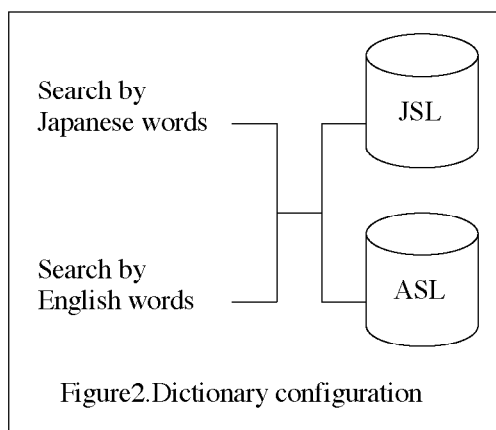 Search by
Japanese words
JSL
Search by
English words
ASL
Figure2.Dictionary configuration